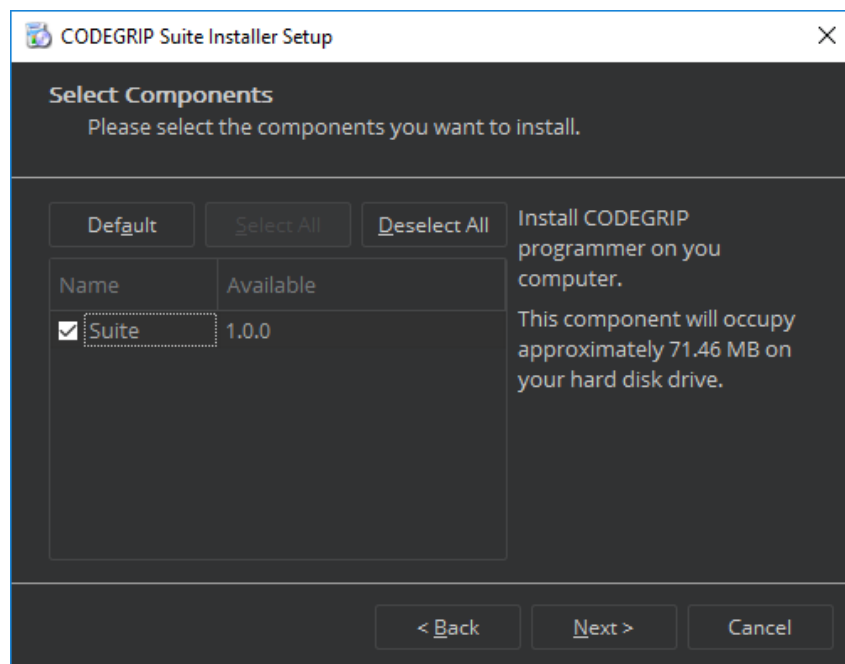 CODEGRIP Suite Installer Setup
Select Components
Please select the components you want to install.
Default
Select All
Deselect All
Install CODEGRIP
programmer on you
computer.
Name
Available
Suite
1.0.0
This component will occupy
approximately 71.46 MB on
your hard disk drive.
< Back
Next >
Cancel